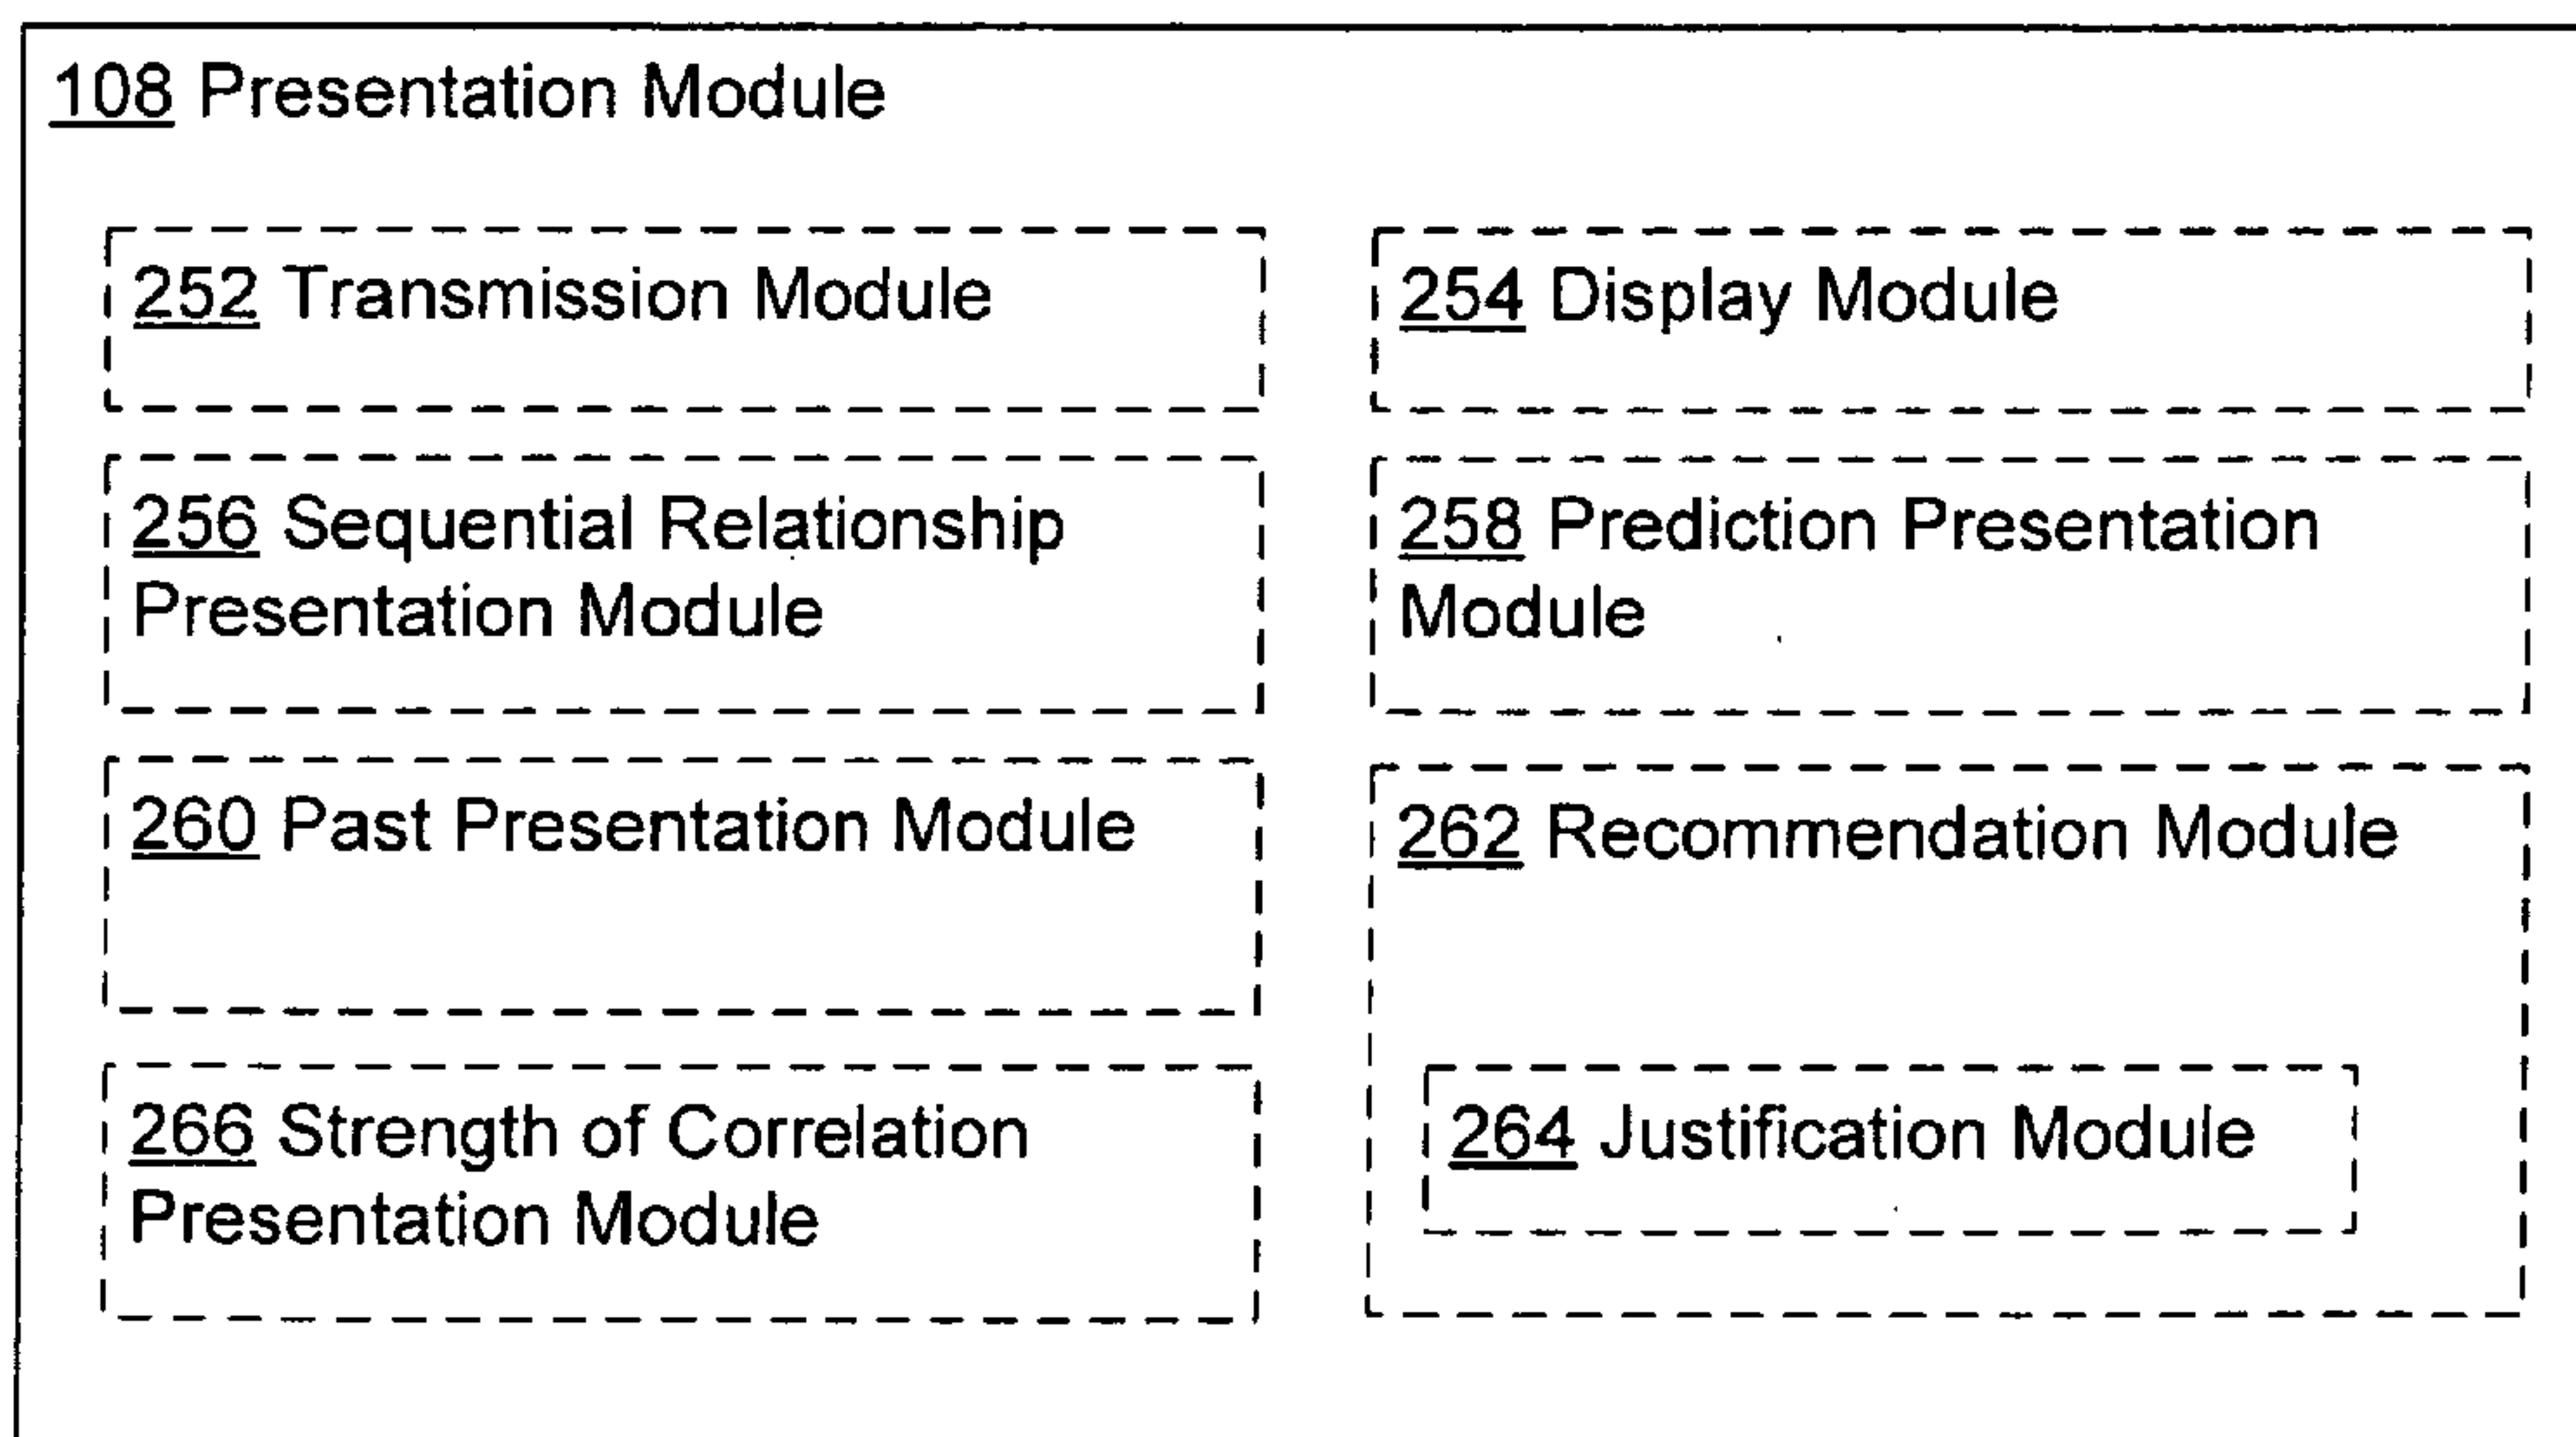 108 Presentation Module
252 Transmission Module
254 Display Module
256 Sequential Relationship
Presentation Module
258 Prediction Presentation
Module
260 Past Presentation Module
262 Recommendation Module
264 Justification Module
266 Strength of Correlation
Presentation Module